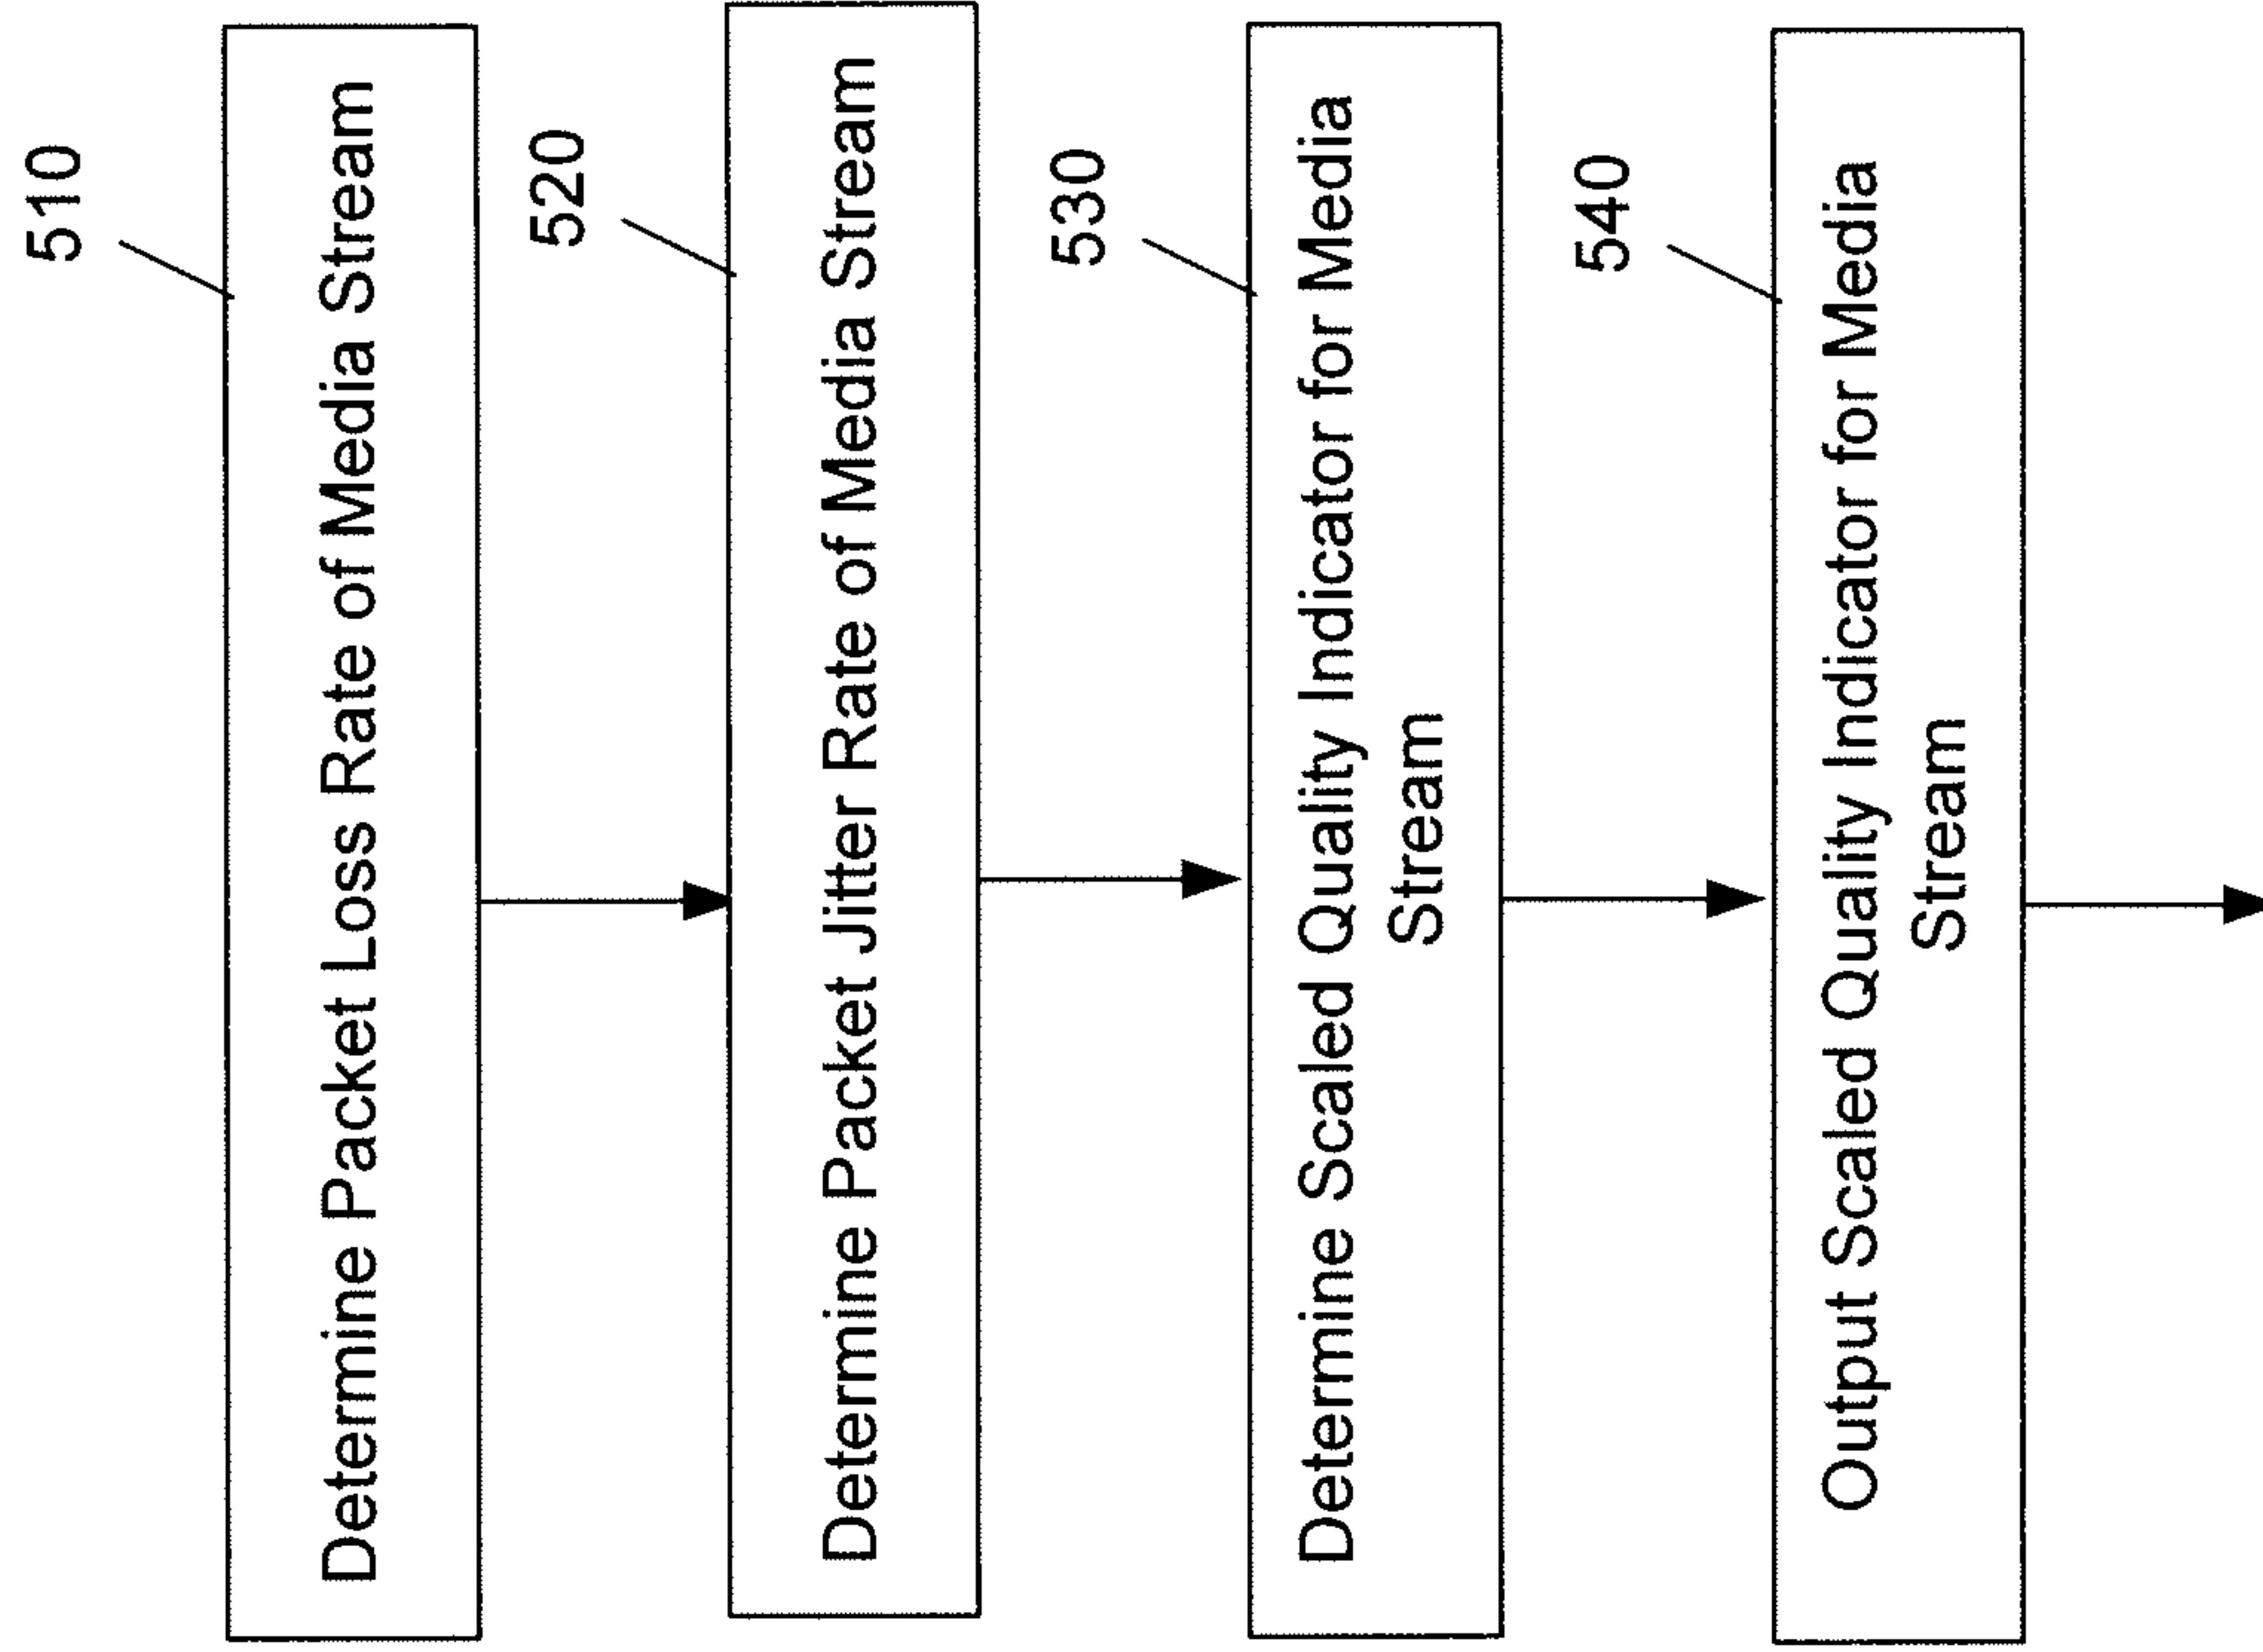 510
Determine Packet Loss Rate of Media Stream
520
Determine Packet Jitter Rate of Media Stream
530
Determine Scaled Quality Indicator for Media
Stream
540
Output Scaled Quality Indicator for Media
Stream